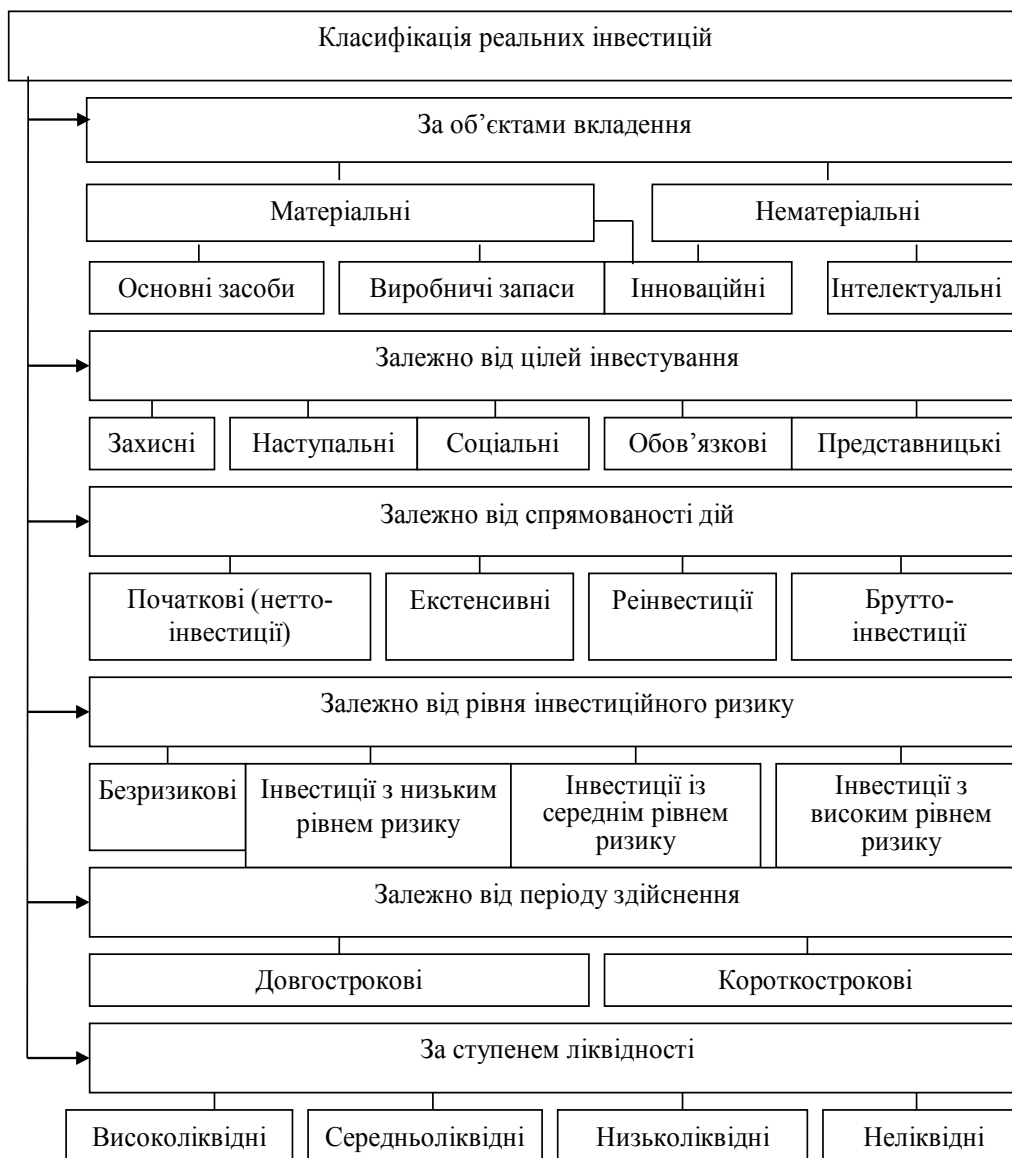 Класифікація реальних інвестицій
За об’єктами вкладення
Матеріальні
Нематеріальні
Основні засоби
Виробничі запаси
Інноваційні
Інтелектуальні
Залежно від цілей інвестування
Захисні
Наступальні
Соціальні
Обов’язкові
Представницькі
Залежно від спрямованості дій
Початкові (нетто-
інвестиції)
Екстенсивні
Реінвестиції
Брутто-
інвестиції
Залежно від рівня інвестиційного ризику
Безризикові
Інвестиції з низьким
рівнем ризику
Інвестиції із
середнім рівнем
ризику
Інвестиції з
високим рівнем
ризику
Залежно від періоду здійснення
Довгострокові
Короткострокові
За ступенем ліквідності
Високоліквідні
Середньоліквідні
Низьколіквідні
Неліквідні